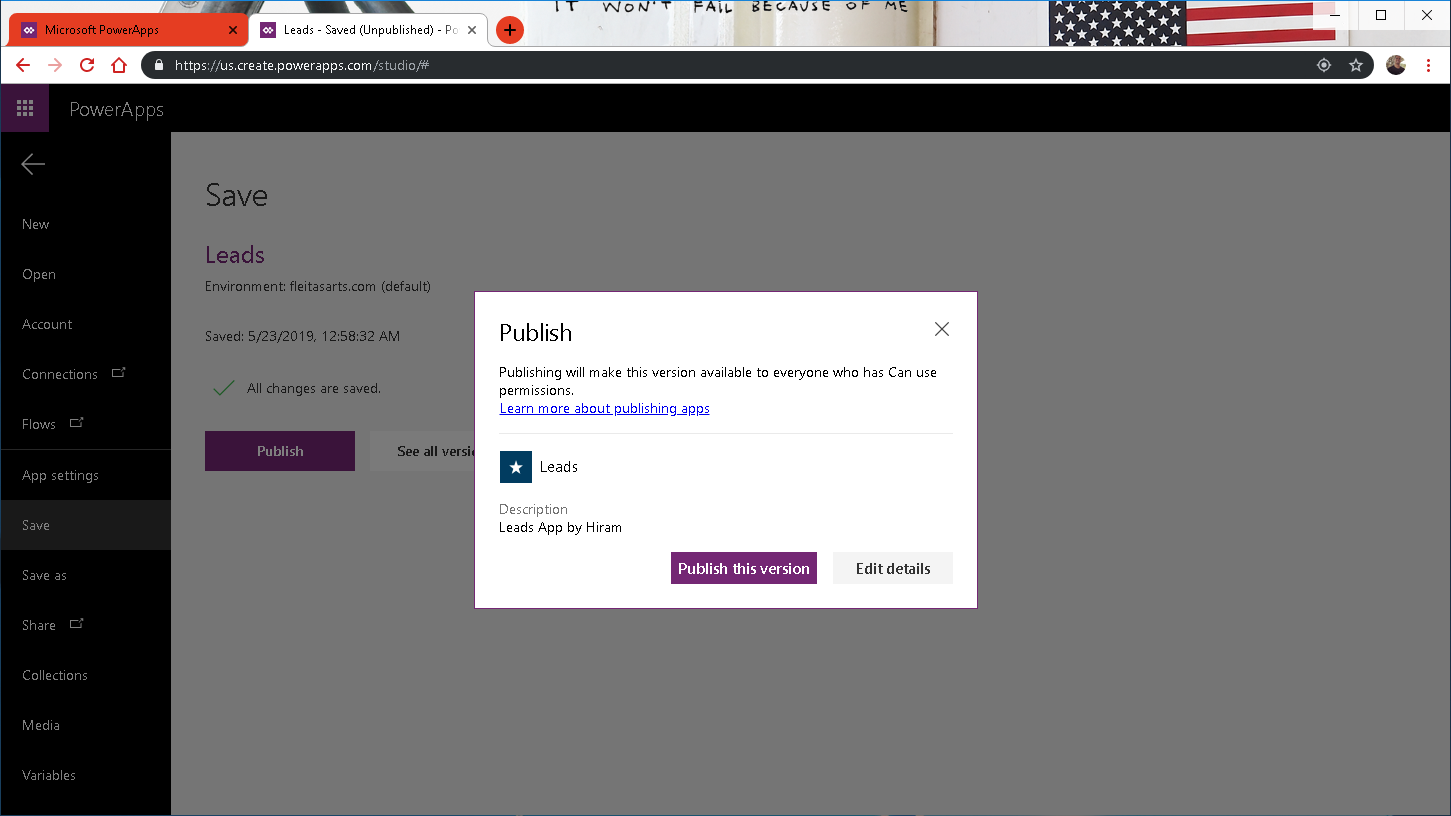 IT WON'T FAIL BECAUSE OF ME
Microsoft PowerApps
Leads - Saved (Unpublished) - Po
https://us.create.powerapps.com/studio/#
PowerApps
New
Open
Account
Connections
Flows
App settings
Save
Save as
Share
Collections
Media
Variables
Save
Leads
Environment: fleitasarts.com (default)
Saved: 5/23/2019, 12:58:32 AM
All changes are saved.
Publish
See all versi
Publish
Publishing will make this version available to everyone who has Can use
permissions.
Learn more about publishing apps
Leads
Description
Leads App by Hiram
Publish this version
Edit details